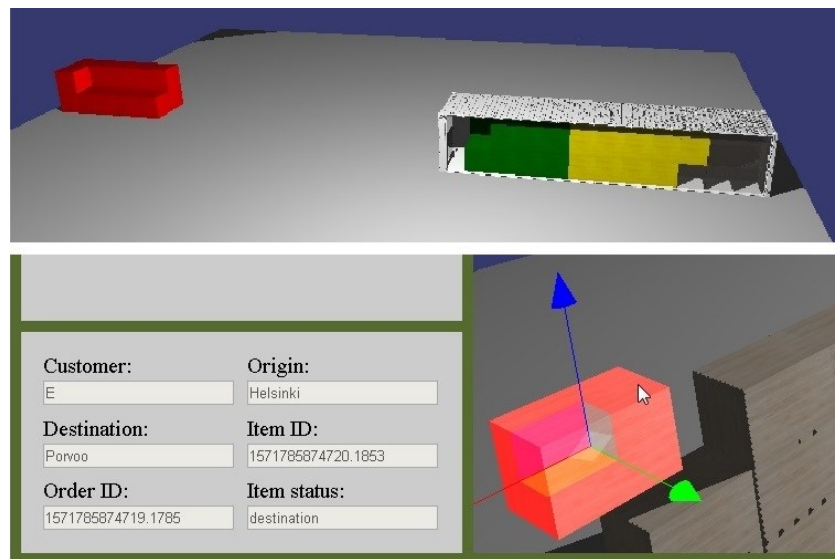 Customer: Origin:
E Helsinki
Destination: Item ID:
Porvoo 1571785874720.1853
Order ID: Item status:
1571785874719.1785 destination